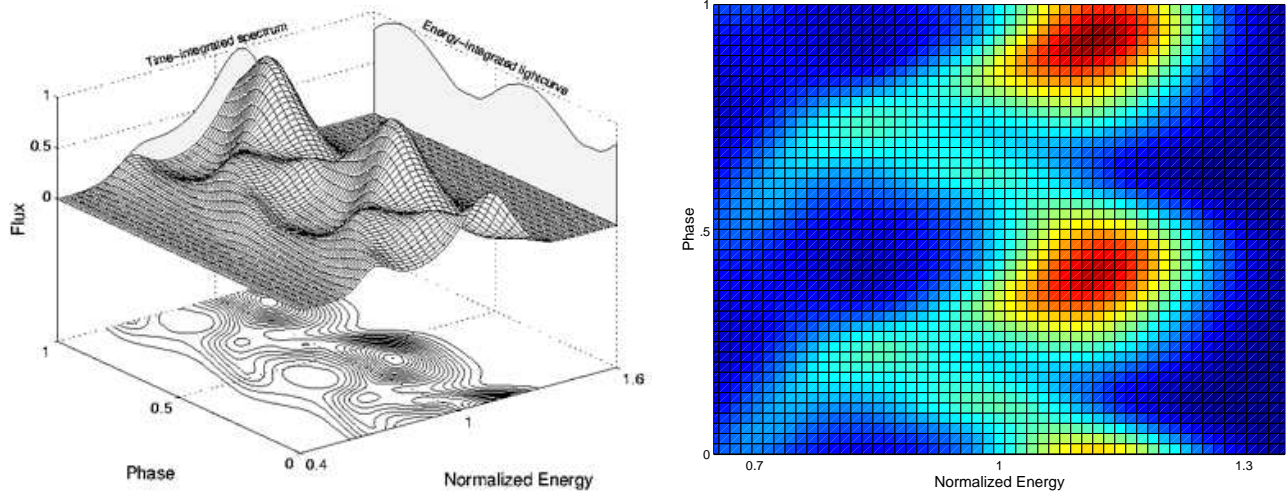 Time-integrated spectrum
Energy-integrated lightcurve
1
0.5
0
Flux
1
0.5
0
Phase
0.4
1
1.6
Normalized Energy
1
.5
0
Phase
0.7
1
1.3
Normalized Energy